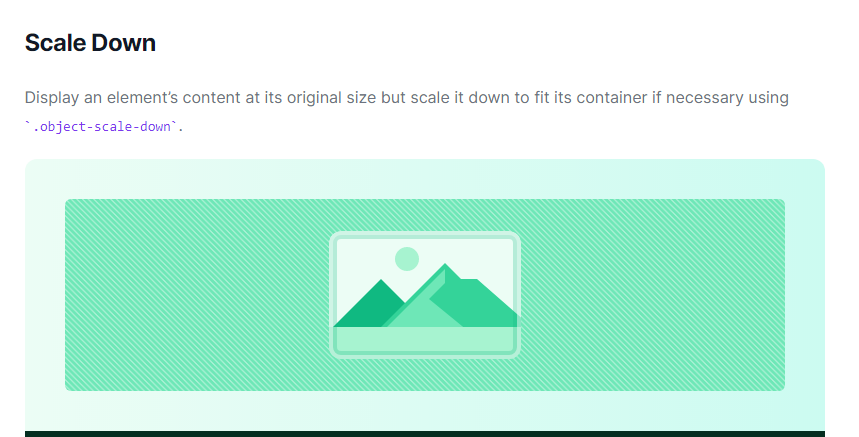 Scale Down
Display an element’s content at its original size but scale it down to fit its container if necessary using
`.object-scale-down`.